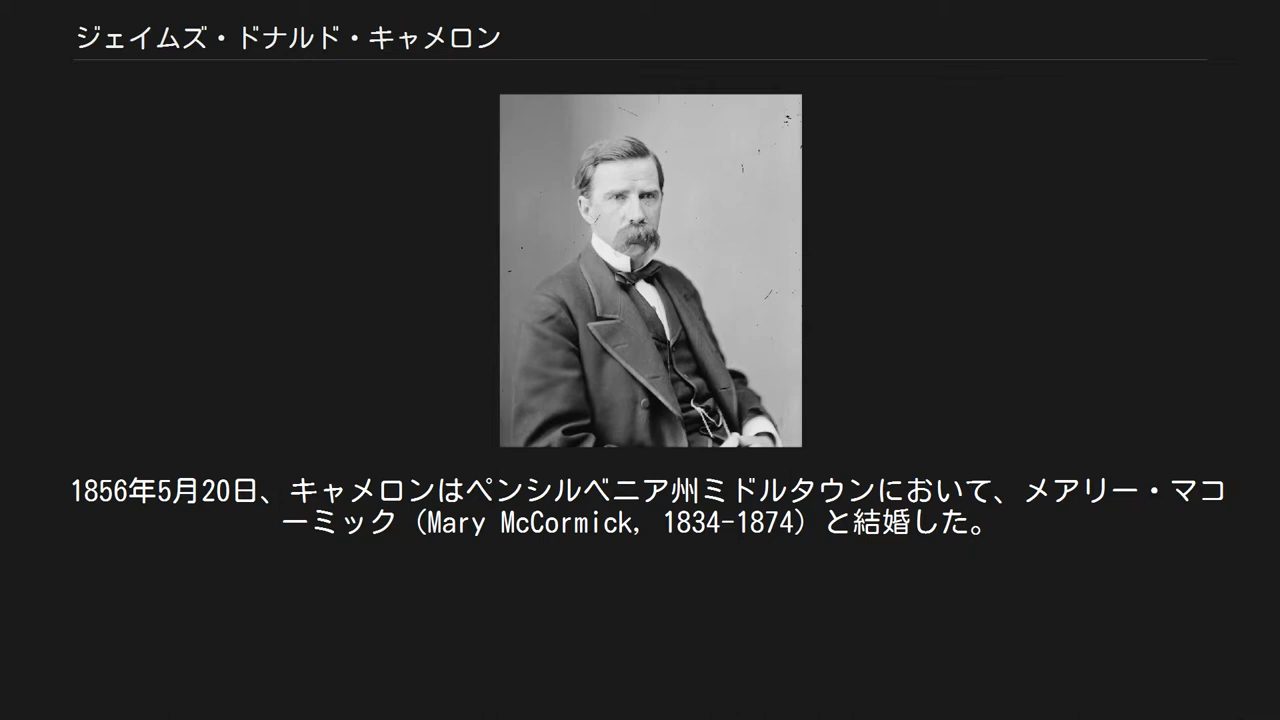 ジェイムズ・ドナルド・キャメロン
1856年5月20日、キャメロンはペンシルベニア州ミドルタウンにおいて、メアリー・マコ
ーミック（Mary McCormick, 1834-1874）と結婚した。